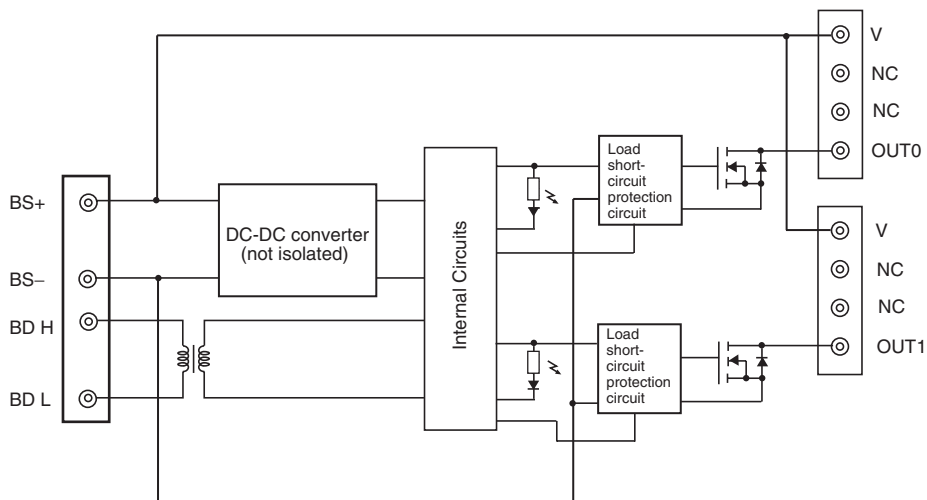 V
NC
NC
OUT0
Load
short-
circuit
protection
circuit
BS+
DC-DC converter
(not isolated)
Internal Circuits
V
BS−
NC
NC
BD H
OUT1
Load
short-
circuit
protection
circuit
BD L